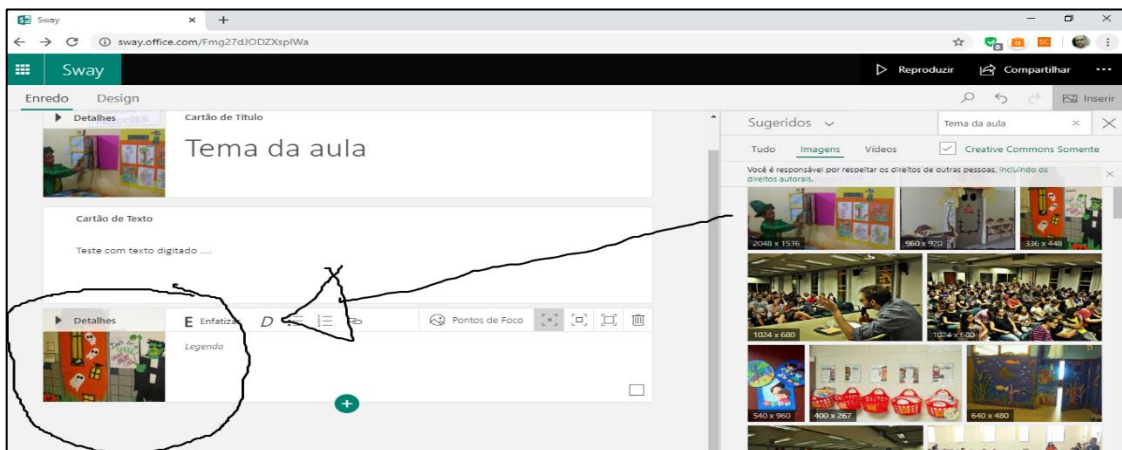 Sway
sway.office.com/Fmg27dJODZXspIWa
Sway
Reproduzir
Compartilhar
Enredo
Design
Inserir
Detalhes
Cartão de Título
Tema da aula
Cartão de Texto
Teste com texto digitado ....
Detalhes
E Enfatizar
D
Pontos de Foco
Legenda
Sugeridos
Tema da aula
Tudo
Imagens
Vídeos
Creative Commons Somente
Você é responsável por respeitar os direitos de outras pessoas, incluindo os
direitos autorais.
2048 x 1536
960 x 920
336 x 448
1024 x 680
1024 x 680
540 x 960
400 x 267
640 x 480